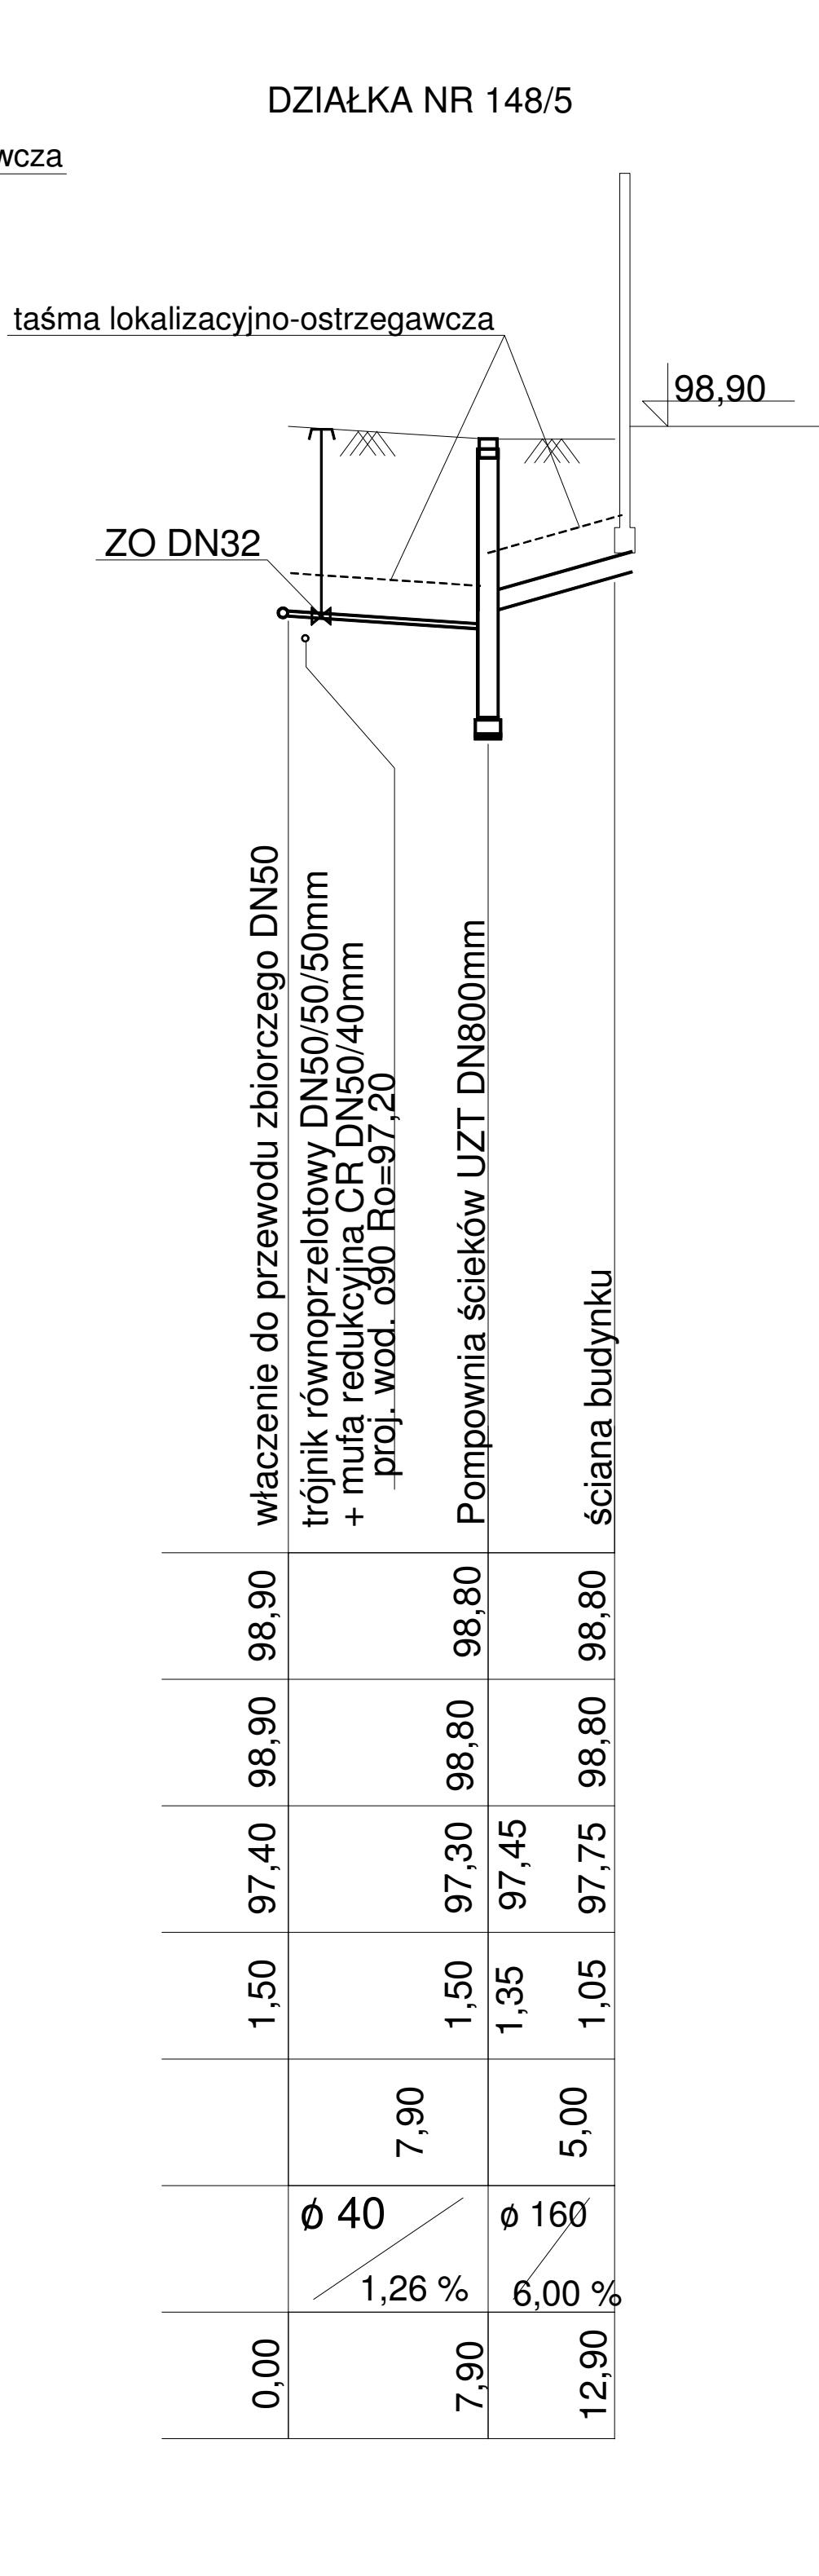 DZIAŁKA NR 148/5
wcza
taśma lokalizacyjno-ostrzegawcza
98,90
ZO DN32
właczenie do przewodu zbiorczego DN50
trójnik równoprzelotowy DN50/50/50mm
+ mufa redukcyjna CR DN50/40mm
proj. wod. o90 Ro=97,20
Pompownia ścieków UZT DN800mm
ściana budynku
98,90 98,80 98,80
98,90 98,80 98,80
97,40 97,30 97,45 97,75
1,50 1,50 1,35 1,05
7,90 5,00
ø 40 ø 160
1,26 % 6,00 %
0,00 7,90 12,90